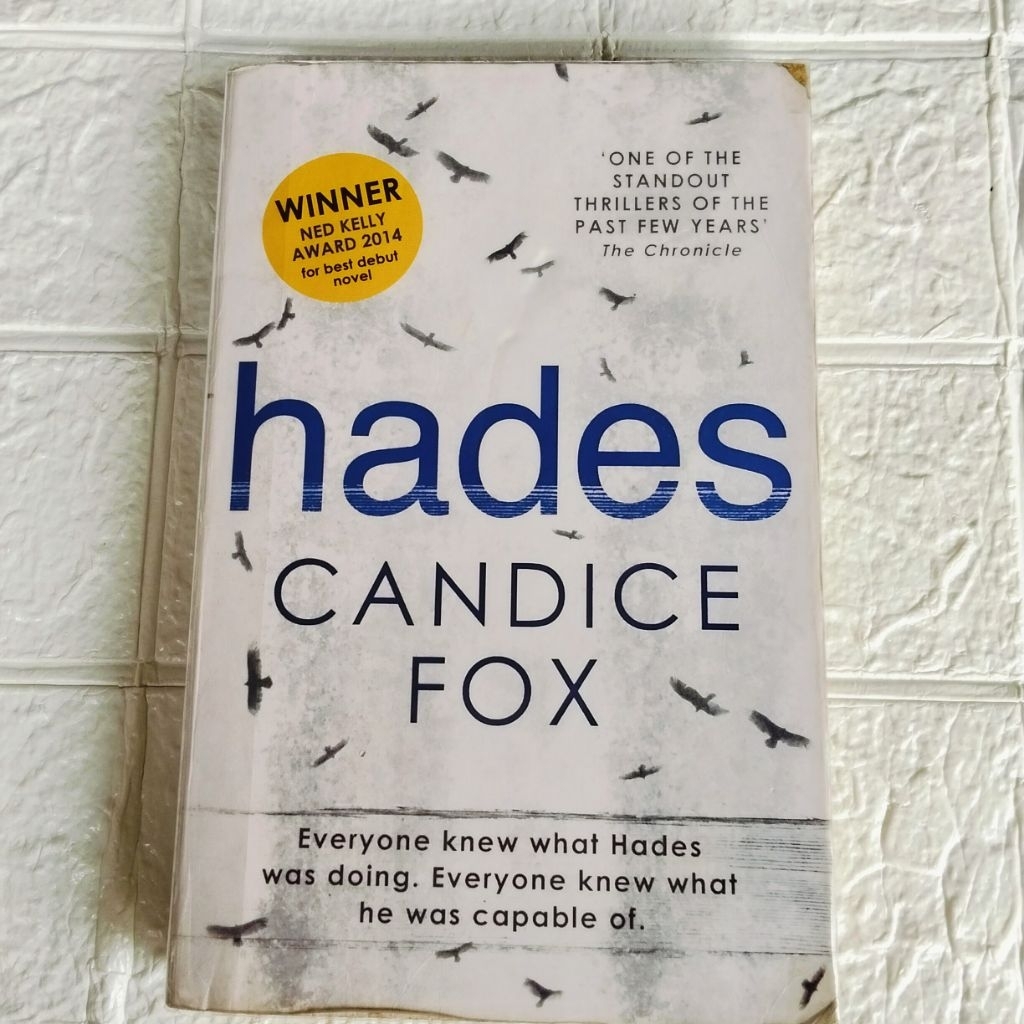 WINNER
NED KELLY
AWARD 2014
for best debut
novel
‘ONE OF THE
STANDOUT
THRILLERS OF THE
PAST FEW YEARS’
The Chronicle
hades
CANDICE
FOX
Everyone knew what Hades
was doing. Everyone knew what
he was capable of.